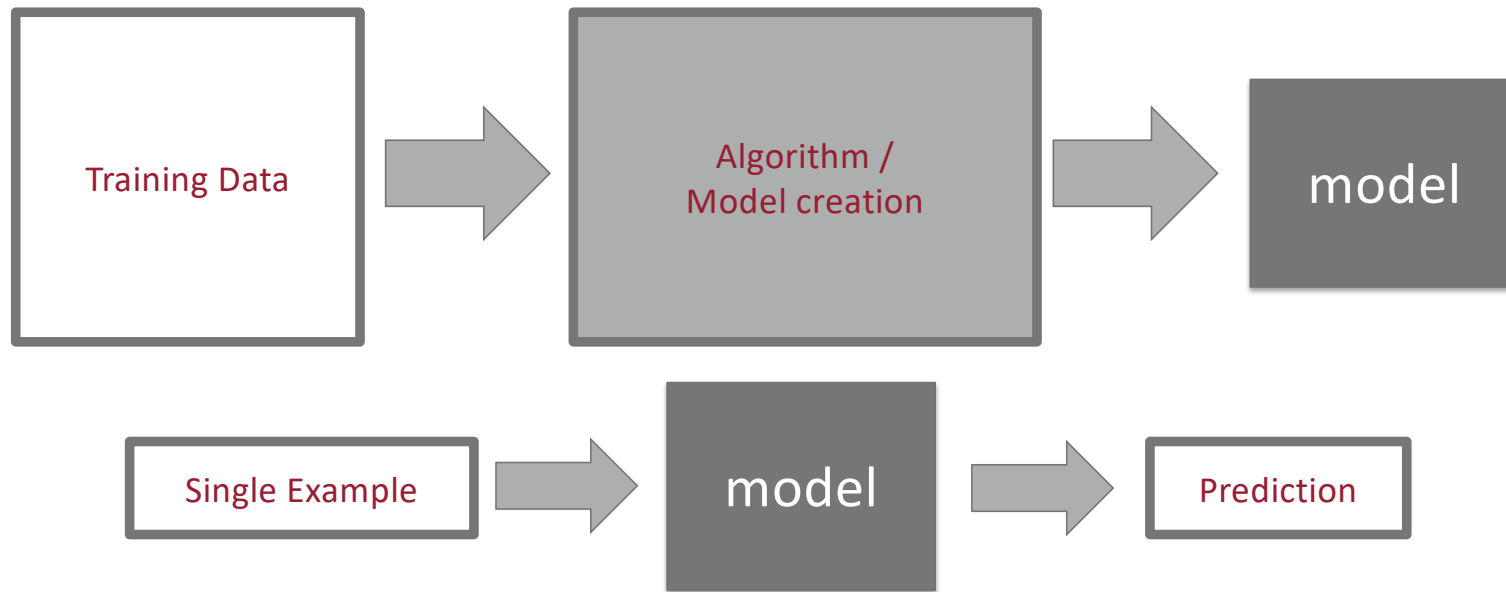 Training Data
Algorithm /
Model creation
model
Single Example
model
Prediction